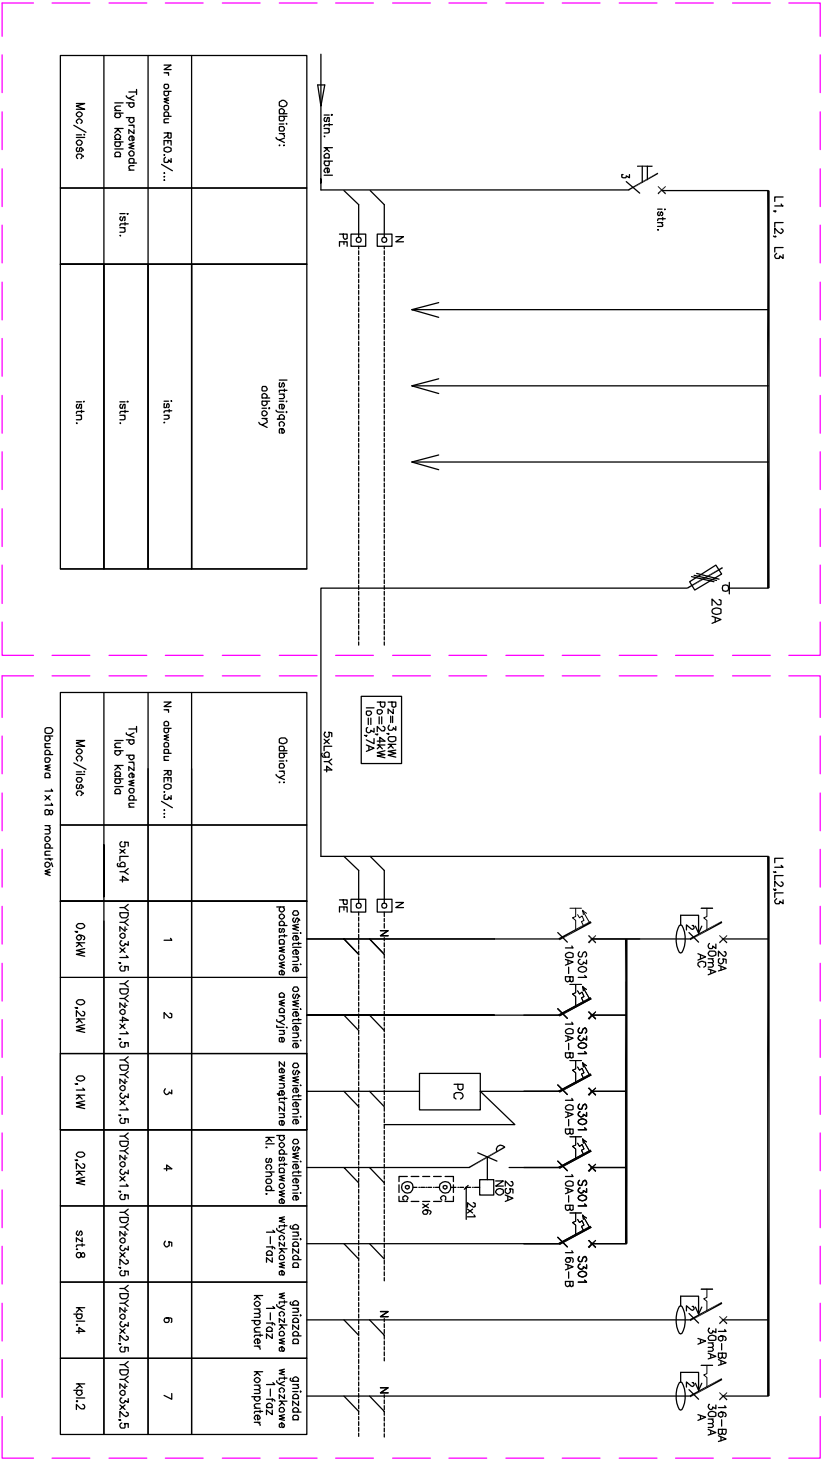 L1, L2, L3
istn.
3
20A
istn. kabel
N
PE
Odbiory:
Istniejące
odbiory
Nr obwodu RE0.3/...
istn.
Typ przewodu
lub kabla
istn.
istn.
Moc/ilość
istn.
L1,L2,L3
25A
30mA
AC
2
16-BA
30mA
A
2
16-BA
30mA
A
2
S301
10A-B
S301
10A-B
S301
10A-B
S301
10A-B
S301
16A-B
PC
25A
NO
2x1
x6
Pz=3,0kW
Po=2,4kW
Io=3,7A
5xLgY4
N
PE
N
N
N
Odbiory:
oświetlenie
podstawowe
oświetlenie
awaryjne
oświetlenie
zewnętrzne
oświetlenie
podstawowe
kl. schod.
gniazda
wtyczkowe
1-faz
gniazda
wtyczkowe
1-faz
komputer
gniazda
wtyczkowe
1-faz
komputer
Nr obwodu RE0.3/...
1
2
3
4
5
6
7
Typ przewodu
lub kabla
5xLgY4
YDYżo3x1,5
YDYżo4x1,5
YDYżo3x1,5
YDYżo3x1,5
YDYżo3x2,5
YDYżo3x2,5
YDYżo3x2,5
Moc/ilość
0,6kW
0,2kW
0,1kW
0,2kW
szt.8
kpl.4
kpl.2
Obudowa 1x18 modułów